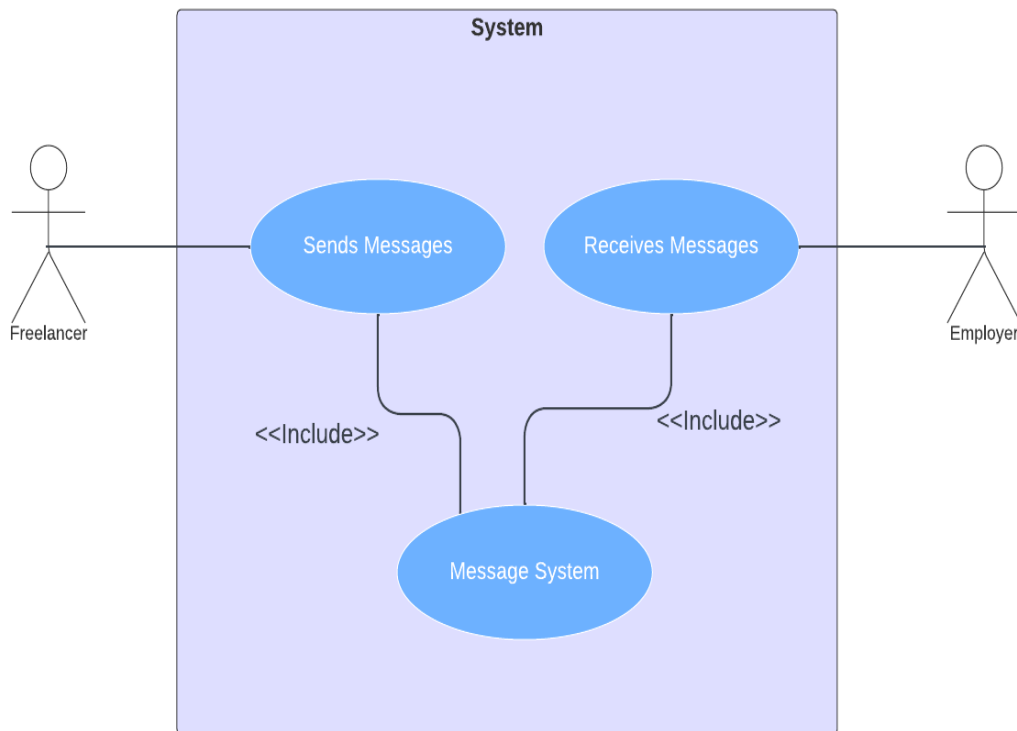 System
Sends Messages
Receives Messages
Freelancer
Employer
<<Include>>
<<Include>>
Message System